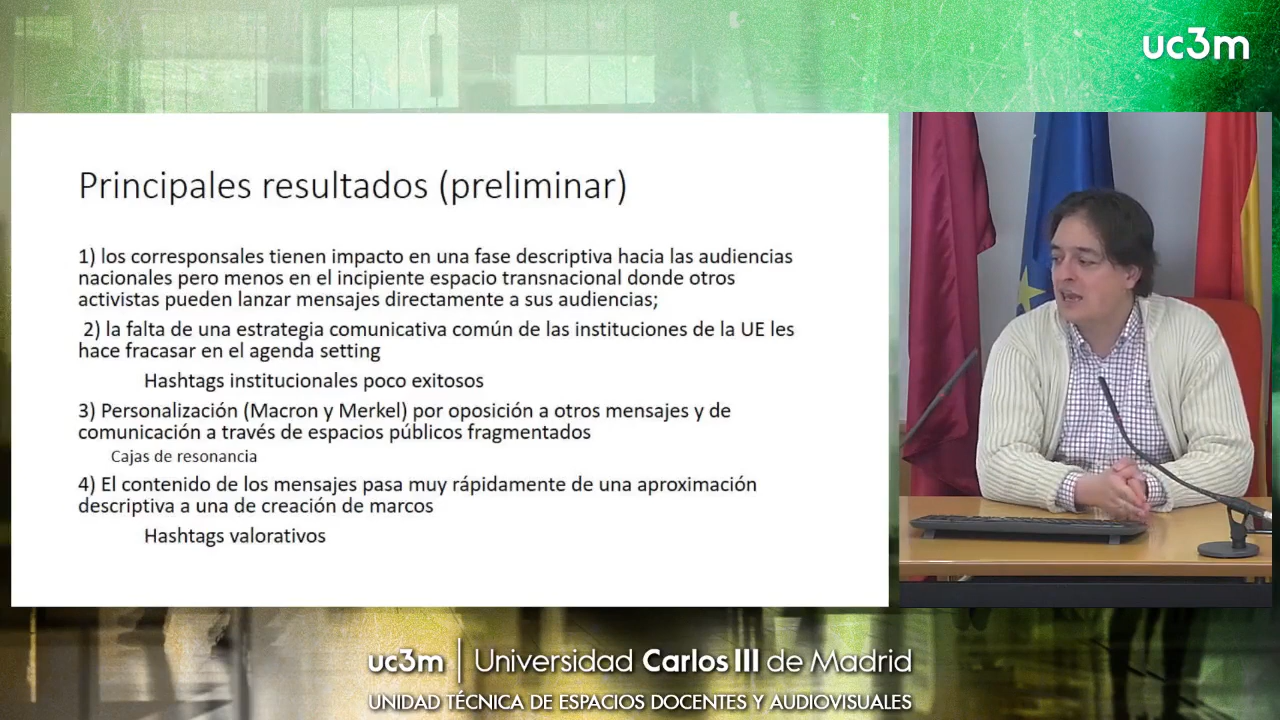 uc3m
Principales resultados (preliminar)
1) los corresponsales tienen impacto en una fase descriptiva hacia las audiencias
nacionales pero menos en el incipiente espacio transnacional donde otros
activistas pueden lanzar mensajes directamente a sus audiencias;
2) la falta de una estrategia comunicativa común de las instituciones de la UE les
hace fracasar en el agenda setting
Hashtags institucionales poco exitosos
3) Personalización (Macron y Merkel) por oposición a otros mensajes y de
comunicación a través de espacios públicos fragmentados
Cajas de resonancia
4) El contenido de los mensajes pasa muy rápidamente de una aproximación
descriptiva a una de creación de marcos
Hashtags valorativos
uc3m | Universidad Carlos III de Madrid
UNIDAD TÉCNICA DE ESPACIOS DOCENTES Y AUDIOVISUALES